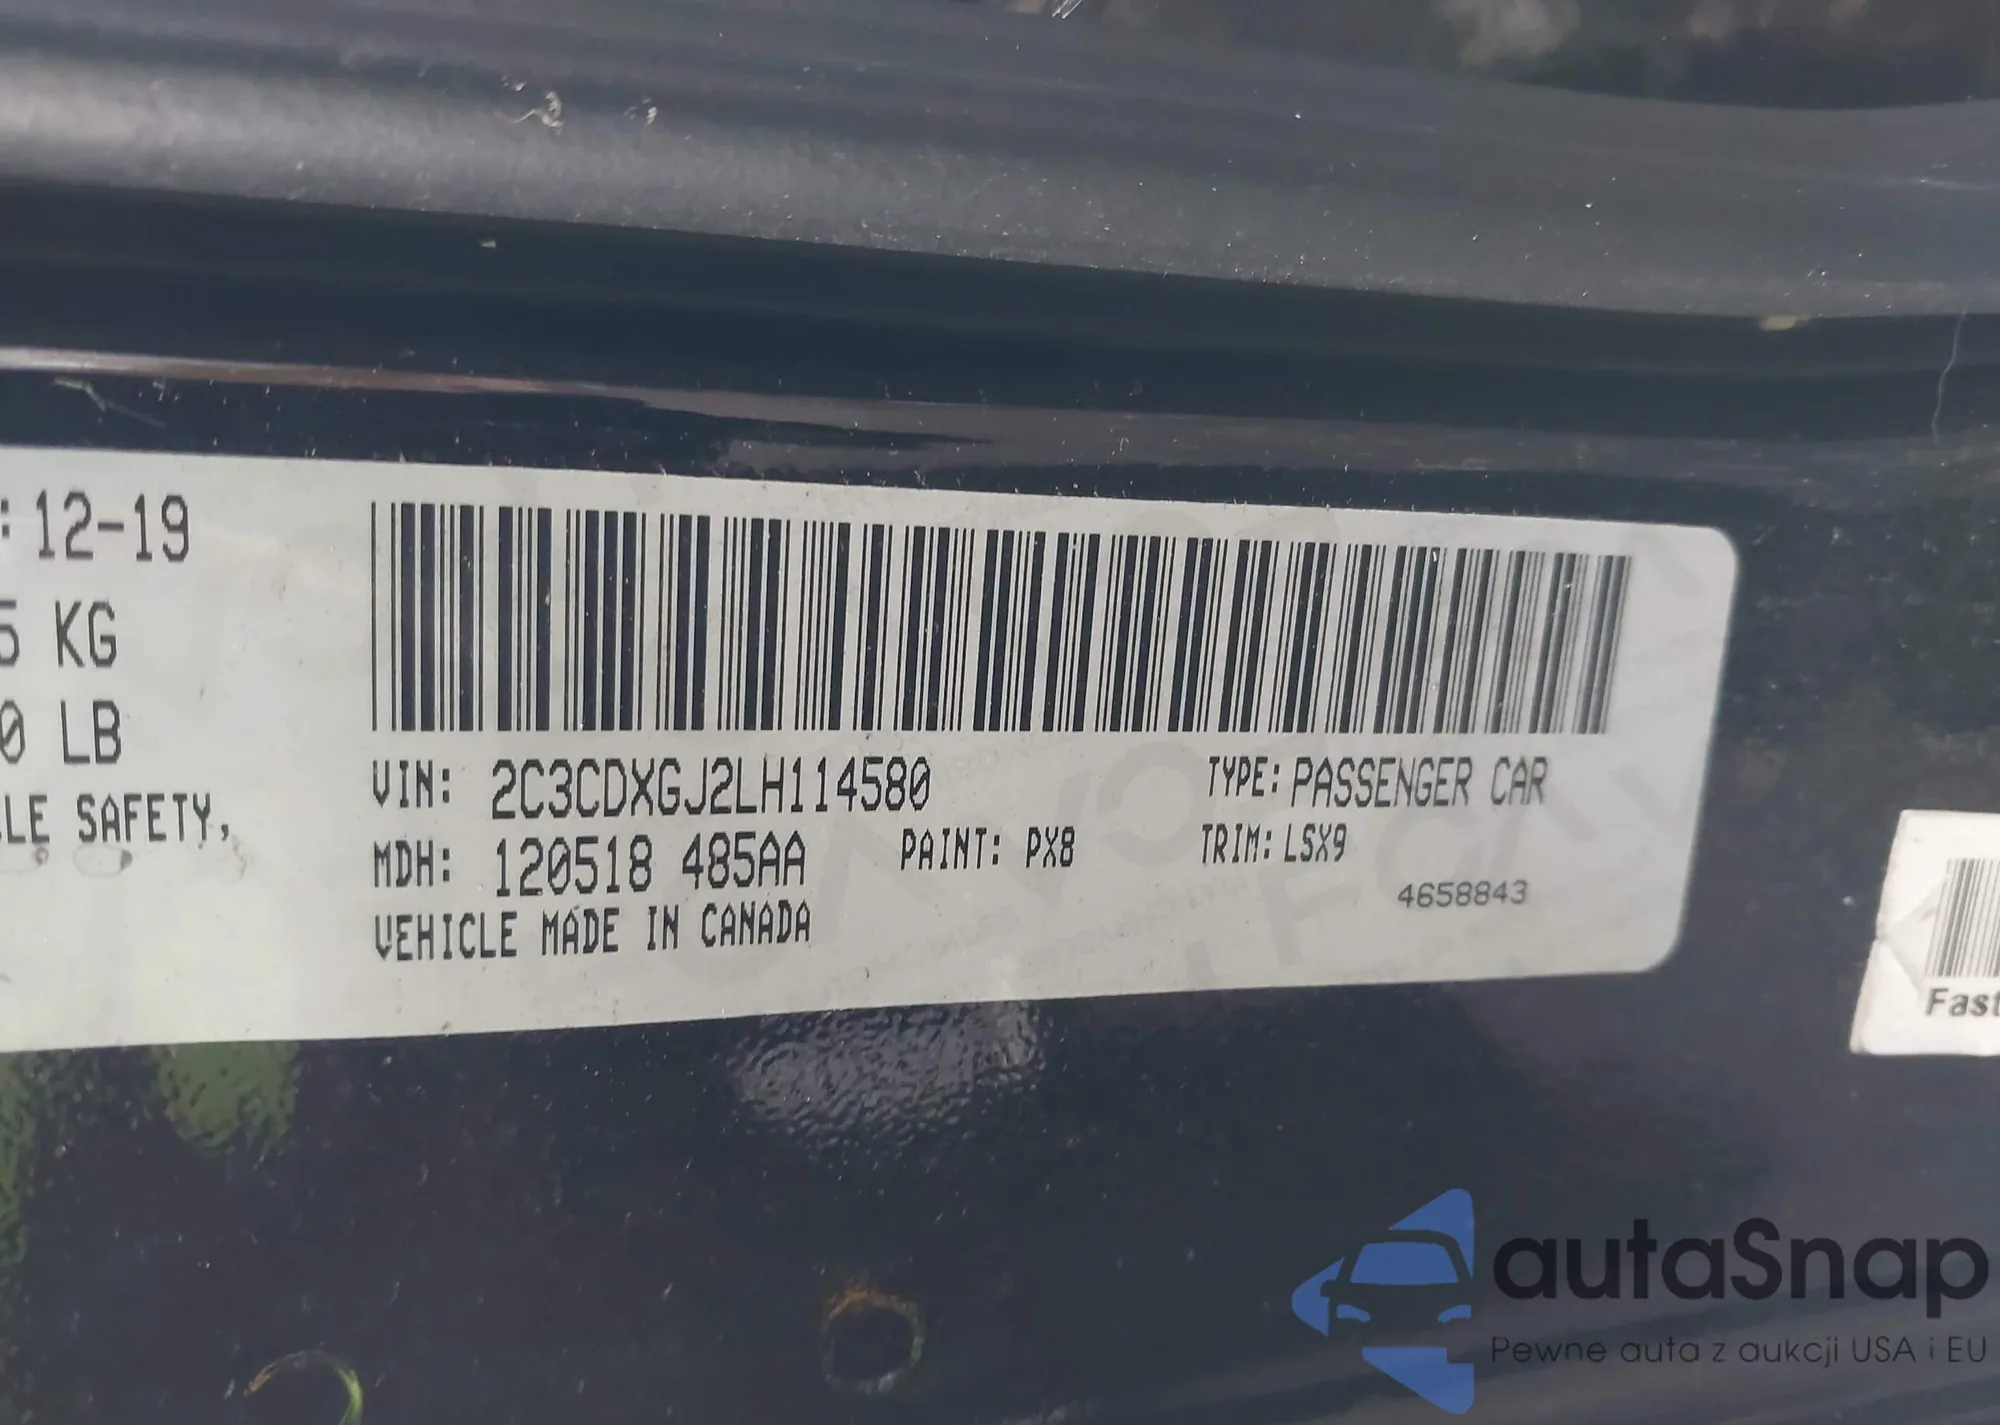 : 12-19
5 KG
0 LB
LE SAFETY,
VIN: 2C3CDXGJ2LH114580
TYPE: PASSENGER CAR
MDH: 120518 485AA
PAINT: PX8
TRIM: LSX9
VEHICLE MADE IN CANADA
4658843
Fast
autaSnap
Pewne auta z aukcji USA i EU